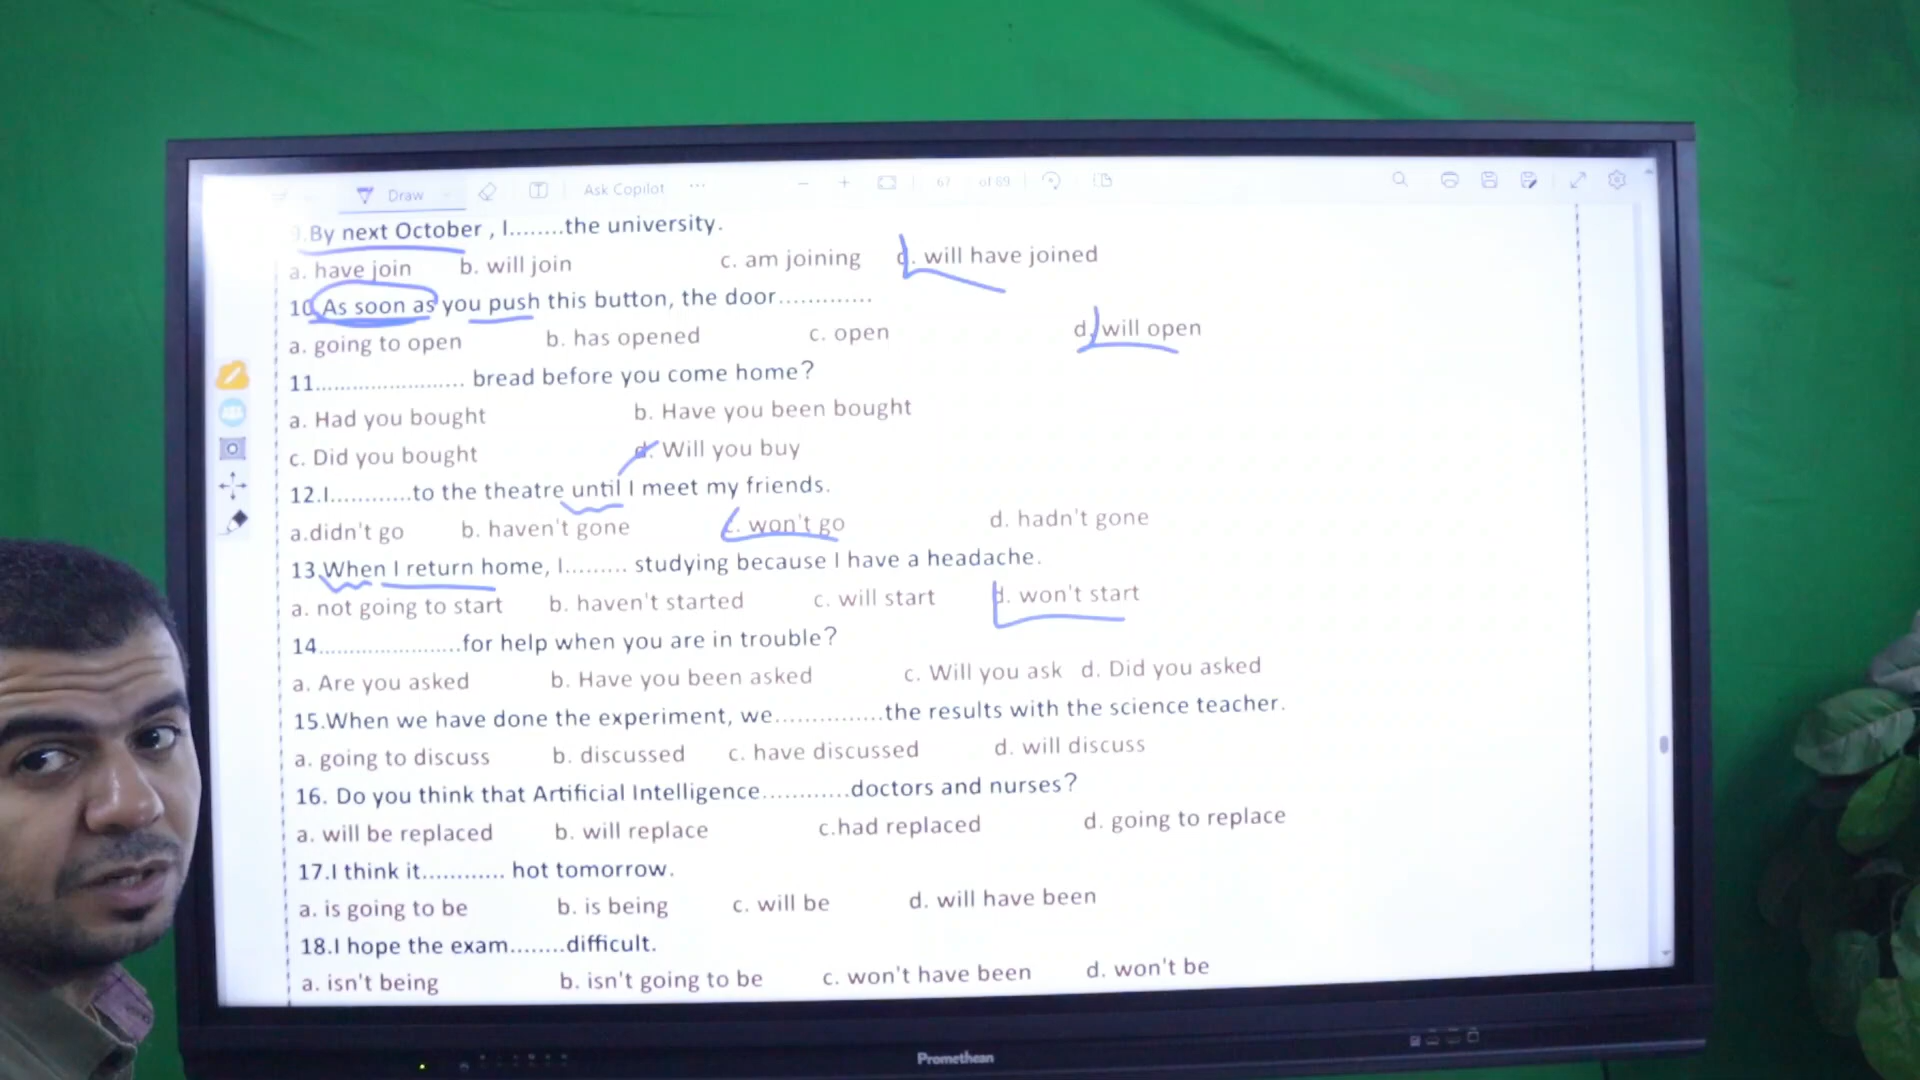 Draw Ask Copilot ... 67 of 89
9.By next October , I........the university.
a. have join b. will join c. am joining d. will have joined
10.As soon as you push this button, the door.............
a. going to open b. has opened c. open d. will open
11........................ bread before you come home?
a. Had you bought b. Have you been bought
c. Did you bought d. Will you buy
12.I............to the theatre until I meet my friends.
a.didn't go b. haven't gone c. won't go d. hadn't gone
13.When I return home, I......... studying because I have a headache.
a. not going to start b. haven't started c. will start d. won't start
14.......................for help when you are in trouble?
a. Are you asked b. Have you been asked c. Will you ask d. Did you asked
15.When we have done the experiment, we................the results with the science teacher.
a. going to discuss b. discussed c. have discussed d. will discuss
16. Do you think that Artificial Intelligence............doctors and nurses?
a. will be replaced b. will replace c.had replaced d. going to replace
17.I think it............ hot tomorrow.
a. is going to be b. is being c. will be d. will have been
18.I hope the exam........difficult.
a. isn't being b. isn't going to be c. won't have been d. won't be
Promethean